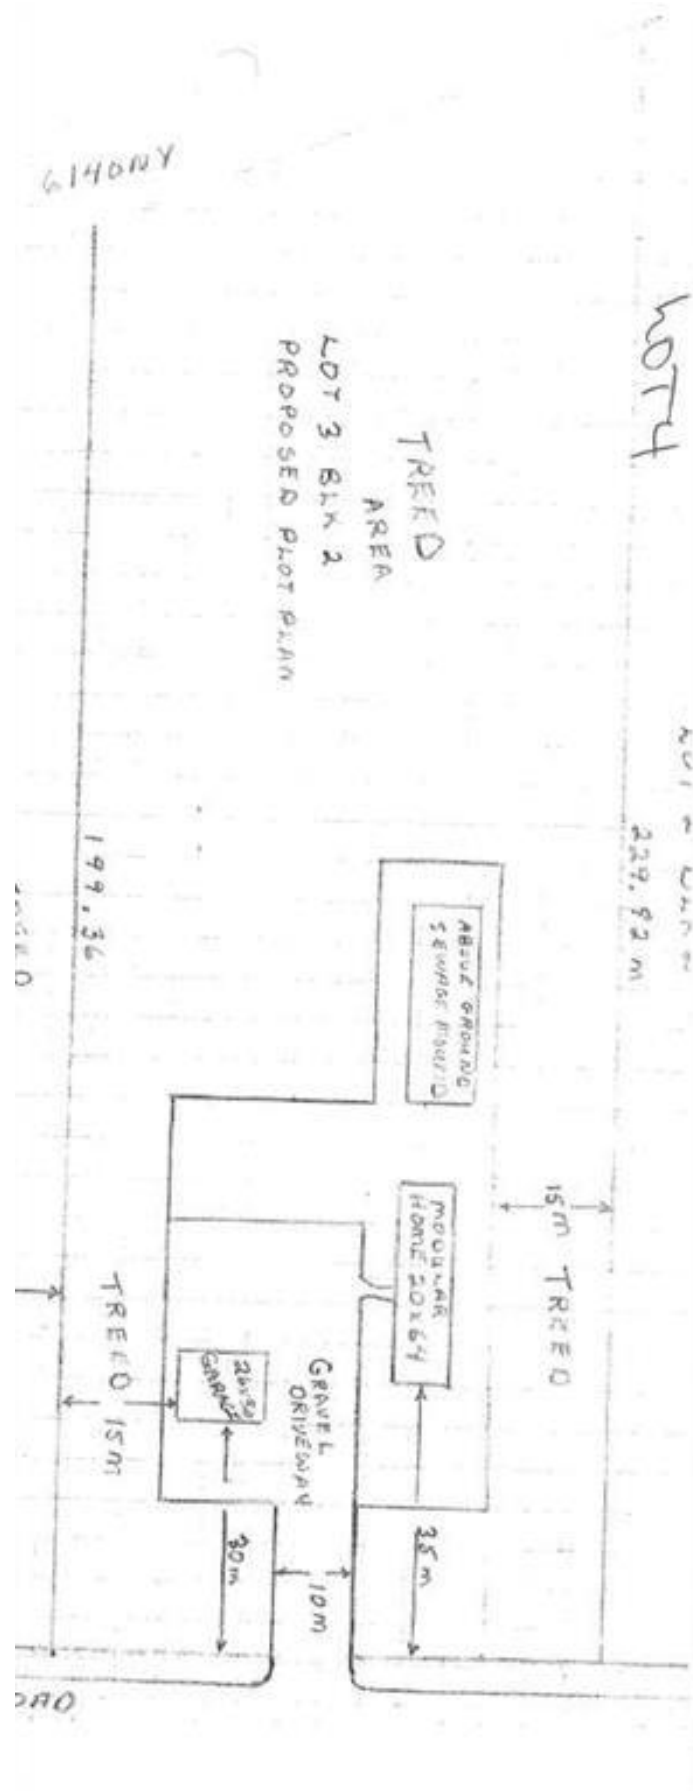 LOT 4
229.92 m
15m TREED
TREED
AREA
LOT 3 BLK 2
PROPOSED PLOT PLAN
ABOVE GROUND
SEWAGE MOUND
MODULAR
HOME 20x64
35m
GRAVEL
DRIVEWAY
10m
GARAGE
30m
199.36
TREED 15m